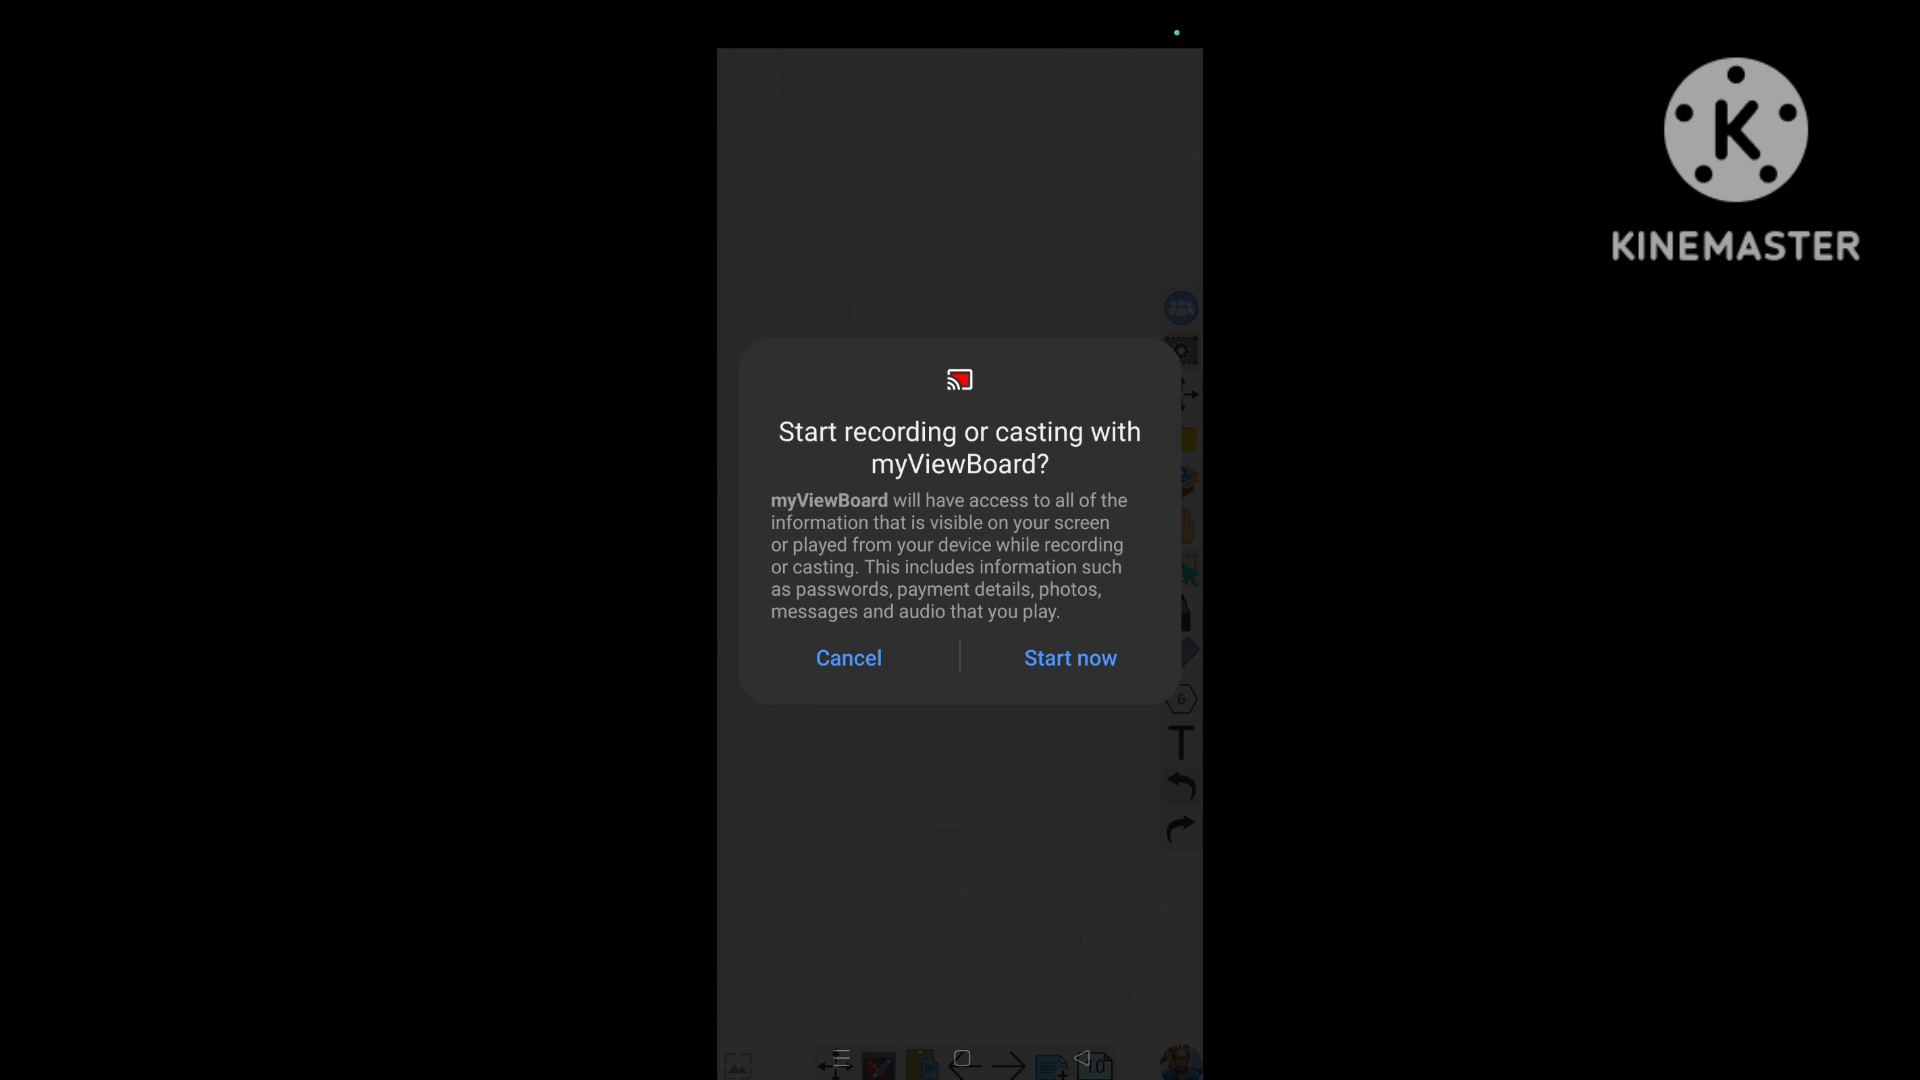 K
KINEMASTER
Start recording or casting with
myViewBoard?
myViewBoard will have access to all of the
information that is visible on your screen
or played from your device while recording
or casting. This includes information such
as passwords, payment details, photos,
messages and audio that you play.
Cancel
Start now
6
T
10